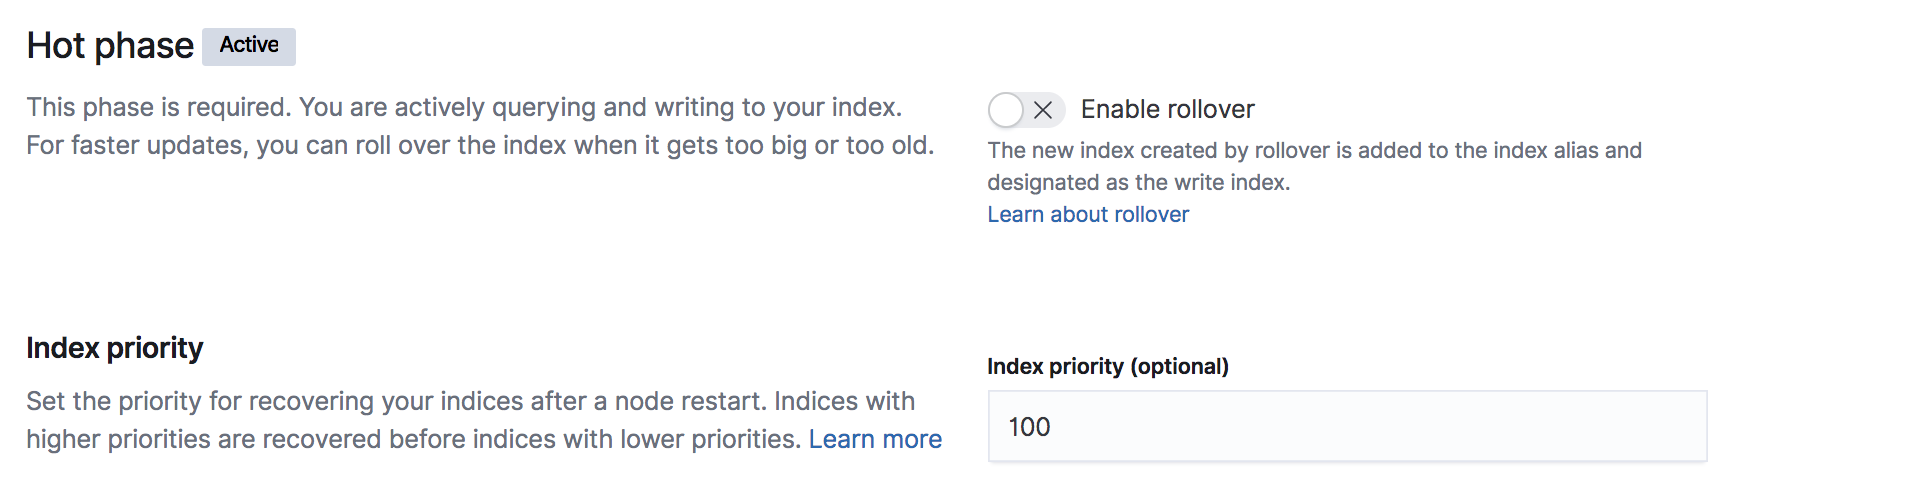 Hot phase Active
This phase is required. You are actively querying and writing to your index.
For faster updates, you can roll over the index when it gets too big or too old.
Enable rollover
The new index created by rollover is added to the index alias and
designated as the write index.
Learn about rollover
Index priority
Set the priority for recovering your indices after a node restart. Indices with
higher priorities are recovered before indices with lower priorities. Learn more
Index priority (optional)
100